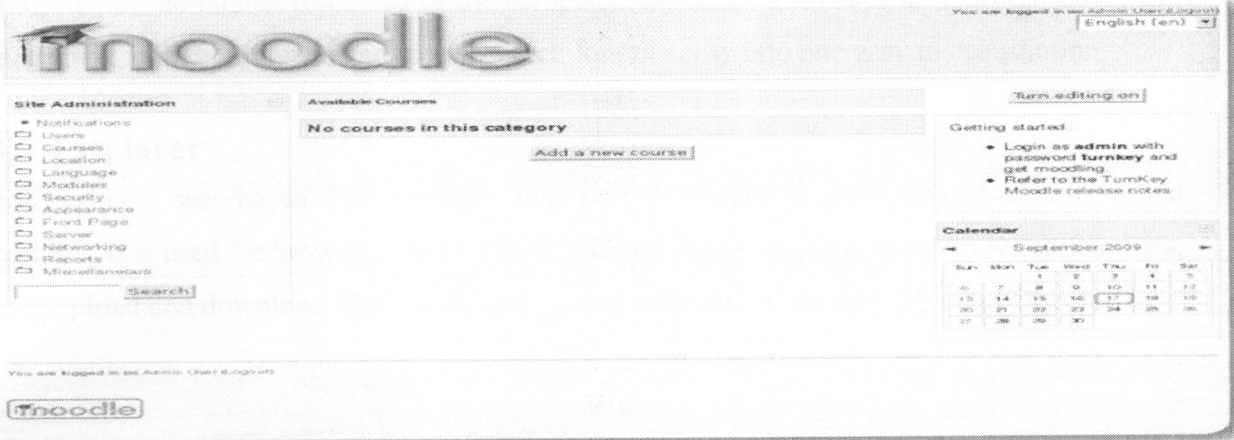 You are logged in as Admin User (Logout)
English (en)
moodle
Site Administration
Notifications
Users
Courses
Location
Language
Modules
Security
Appearance
Front Page
Server
Networking
Reports
Miscellaneous
Search
Available Courses
No courses in this category
Add a new course
Turn editing on
Getting started...
Login as admin with
password turnkey and
get moodling.
Refer to the TurnKey
Moodle release notes
Calendar
September 2009
Sun Mon Tue Wed Thu Fri Sat
1 2 3 4 5
6 7 8 9 10 11 12
13 14 15 16 17 18 19
20 21 22 23 24 25 26
27 28 29 30
You are logged in as Admin User (Logout)
moodle